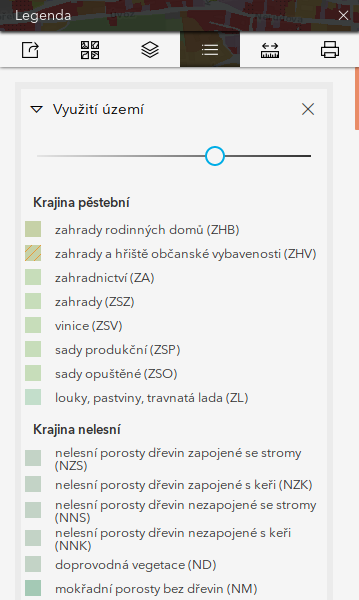 Legenda
Využití území
Krajina pěstební
zahrady rodinných domů (ZHB)
zahrady a hřiště občanské vybavenosti (ZHV)
zahradnictví (ZA)
zahrady (ZSZ)
vinice (ZSV)
sady produkční (ZSP)
sady opuštěné (ZSO)
louky, pastviny, travnatá lada (ZL)
Krajina nelesní
nelesní porosty dřevin zapojené se stromy
(NZS)
nelesní porosty dřevin zapojené s keři (NZK)
nelesní porosty dřevin nezapojené se stromy
(NNS)
nelesní porosty dřevin nezapojené s keři
(NNK)
doprovodná vegetace (ND)
mokřadní porosty bez dřevin (NM)